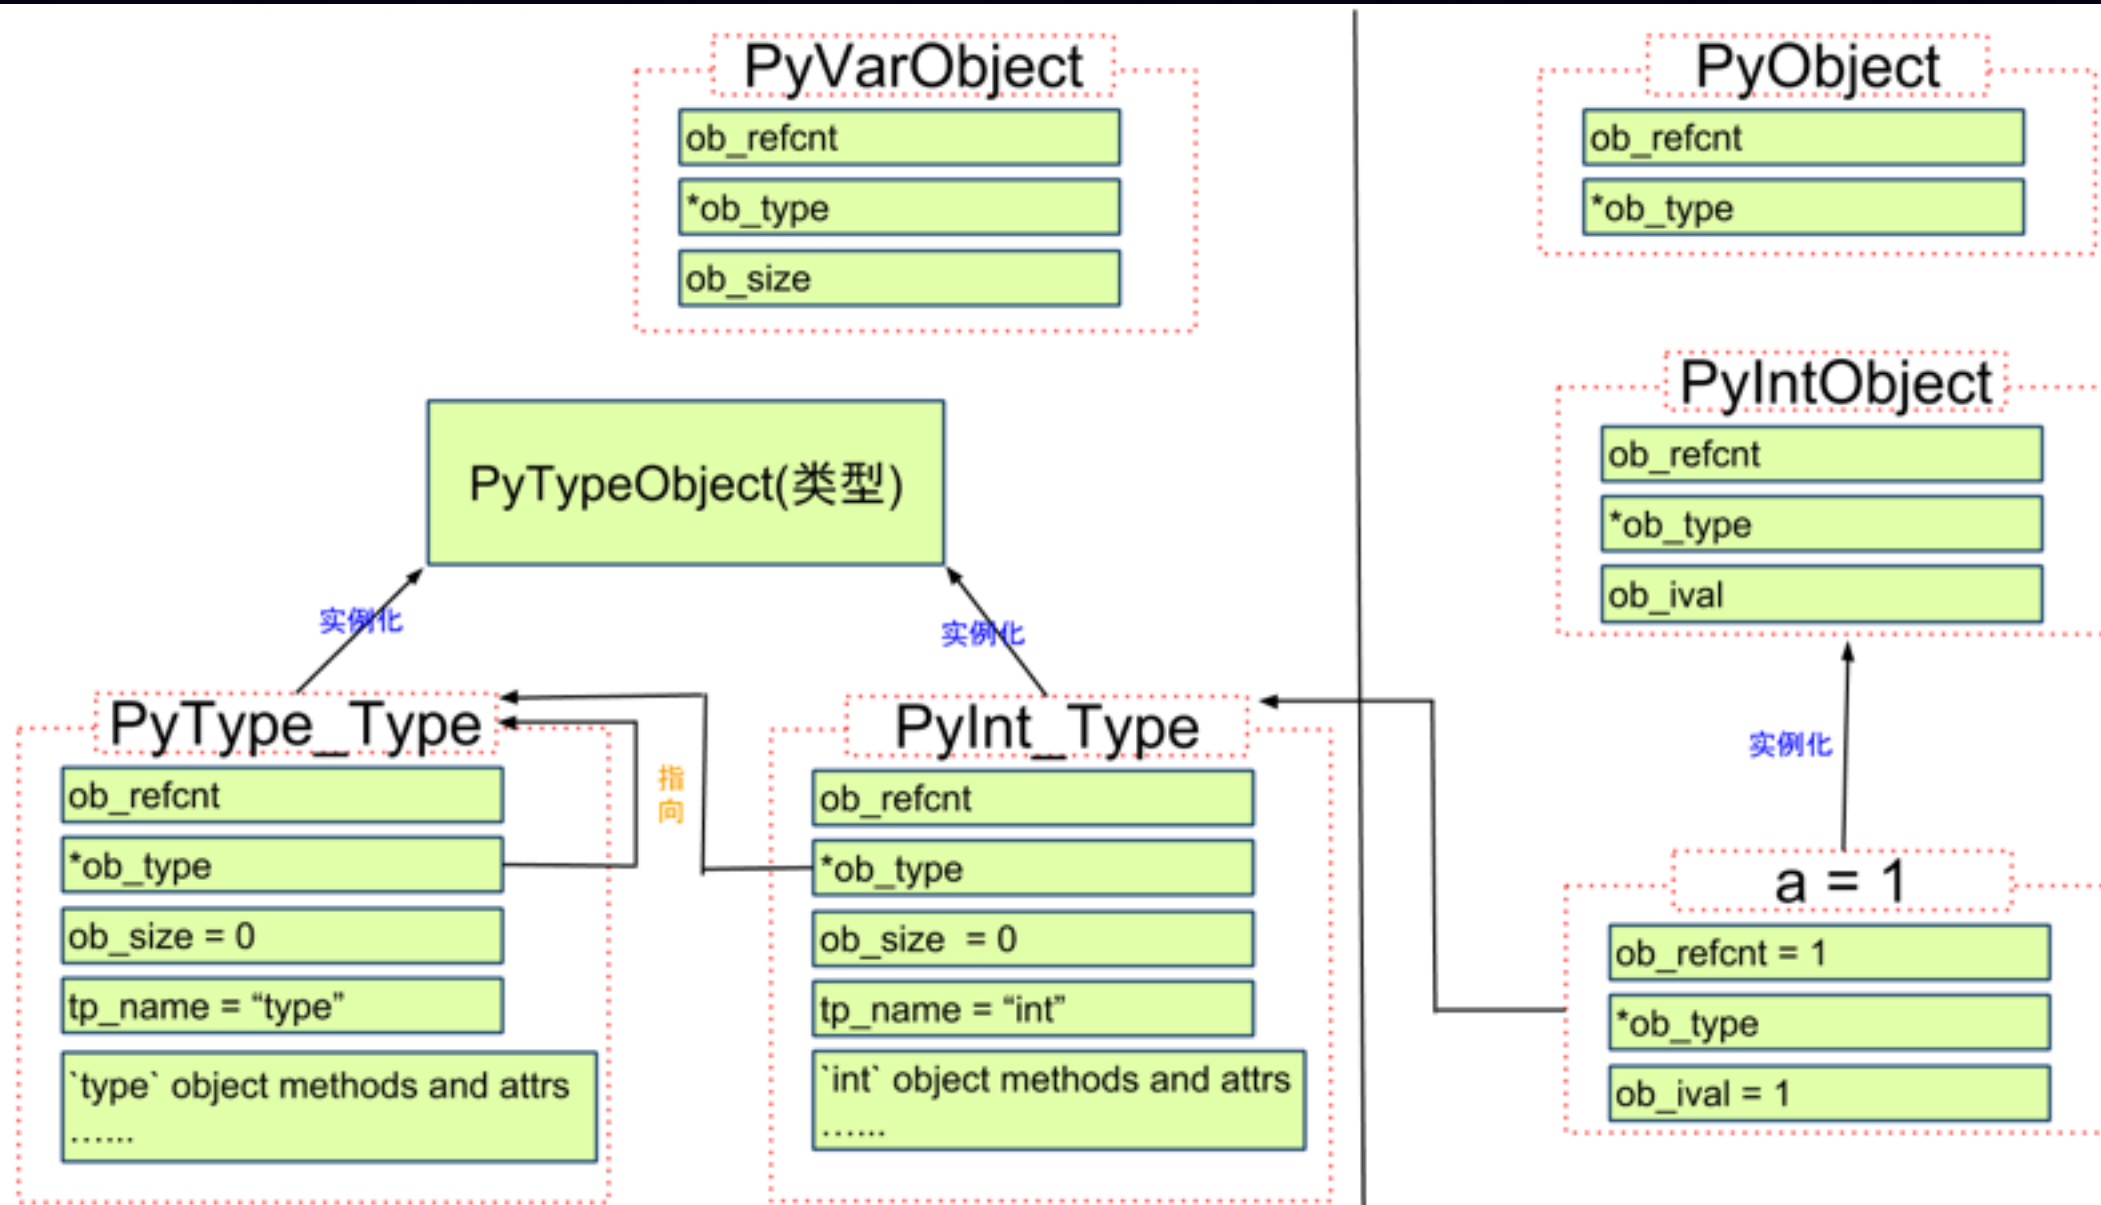 PyVarObject
ob_refcnt
*ob_type
ob_size
PyTypeObject(类型)
实例化
实例化
PyType_Type
ob_refcnt
*ob_type
ob_size = 0
tp_name = “type”
`type` object methods and attrs
…...
指
向
PyInt_Type
ob_refcnt
*ob_type
ob_size  = 0
tp_name = “int”
`int` object methods and attrs
…...
PyObject
ob_refcnt
*ob_type
PyIntObject
ob_refcnt
*ob_type
ob_ival
实例化
a = 1
ob_refcnt = 1
*ob_type
ob_ival = 1